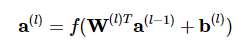 a^{(l)} = f(W^{(l)T} a^{(l-1)} + b^{(l)})